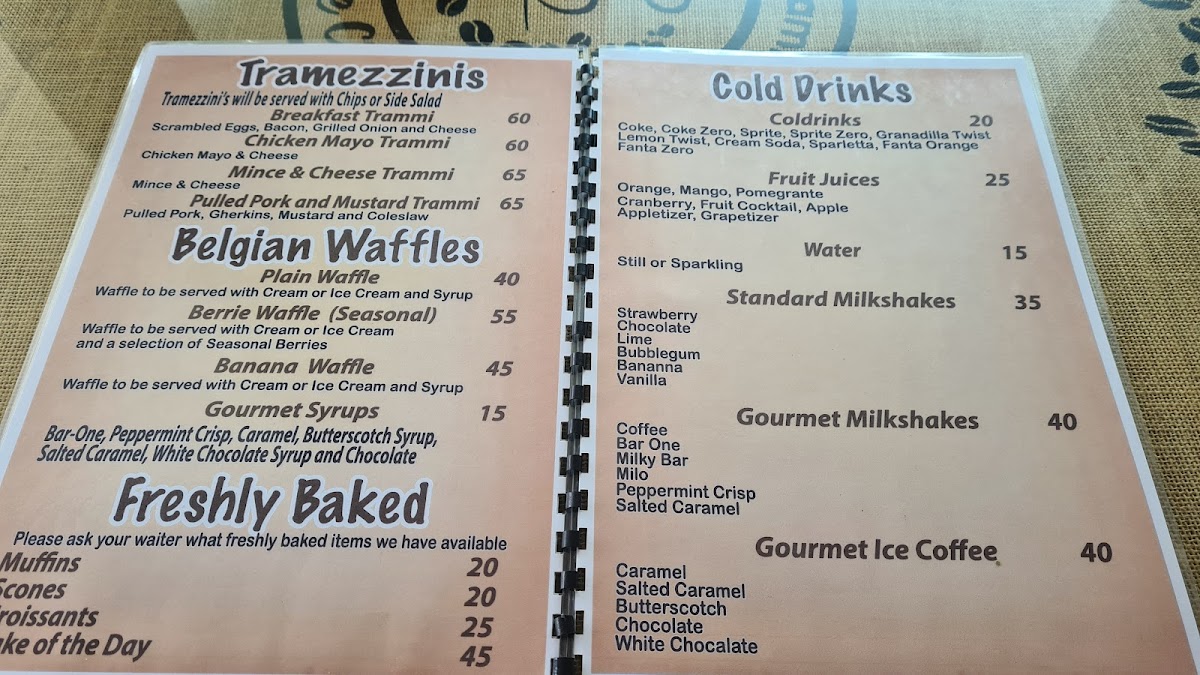 Tramezzinis
Tramezzini's will be served with Chips or Side Salad
Breakfast Trammi 60
Scrambled Eggs, Bacon, Grilled Onion and Cheese
Chicken Mayo Trammi 60
Chicken Mayo & Cheese
Mince & Cheese Trammi 65
Mince & Cheese
Pulled Pork and Mustard Trammi 65
Pulled Pork, Gherkins, Mustard and Coleslaw
Belgian Waffles
Plain Waffle 40
Waffle to be served with Cream or Ice Cream and Syrup
Berrie Waffle (Seasonal) 55
Waffle to be served with Cream or Ice Cream
and a selection of Seasonal Berries
Banana Waffle 45
Waffle to be served with Cream or Ice Cream and Syrup
Gourmet Syrups 15
Bar-One, Peppermint Crisp, Caramel, Butterscotch Syrup,
Salted Caramel, White Chocolate Syrup and Chocolate
Freshly Baked
Please ask your waiter what freshly baked items we have available
Muffins 20
Scones 20
roissants 25
ke of the Day 45
Cold Drinks
Coldrinks 20
Coke, Coke Zero, Sprite, Sprite Zero, Granadilla Twist
Lemon Twist, Cream Soda, Sparletta, Fanta Orange
Fanta Zero
Fruit Juices 25
Orange, Mango, Pomegrante
Cranberry, Fruit Cocktail, Apple
Appletizer, Grapetizer
Water 15
Still or Sparkling
Standard Milkshakes 35
Strawberry
Chocolate
Lime
Bubblegum
Bananna
Vanilla
Gourmet Milkshakes 40
Coffee
Bar One
Milky Bar
Milo
Peppermint Crisp
Salted Caramel
Gourmet Ice Coffee 40
Caramel
Salted Caramel
Butterscotch
Chocolate
White Chocalate